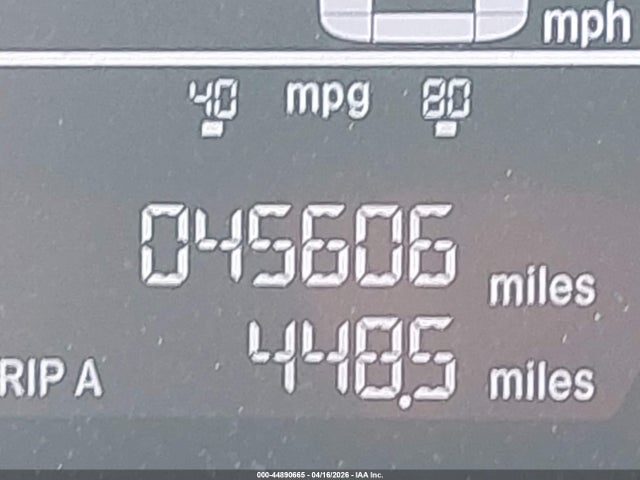 mph
40 mpg 80
045606 miles
RIP A 448.5 miles
000-44890665 - 04/16/2026 - IAA Inc.